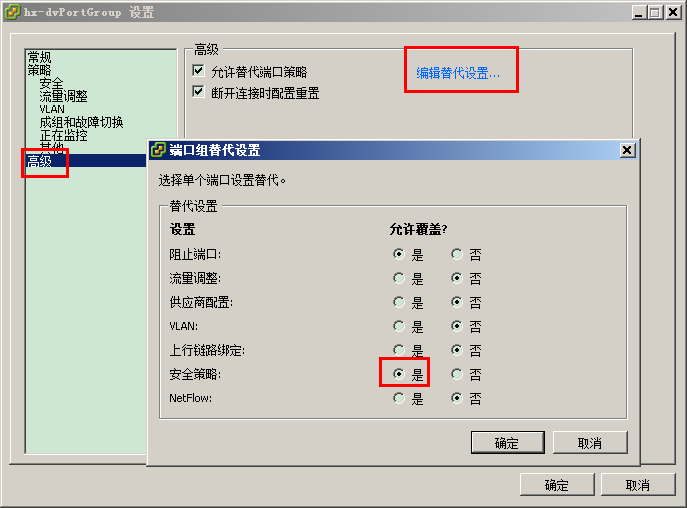 hx-dvPortGroup 设置
常规
策略
安全
流量调整
VLAN
成组和故障切换
正在监控
其他
高级
高级
允许替代端口策略
编辑替代设置...
断开连接时配置重置
端口组替代设置
选择单个端口设置替代。
替代设置
设置 允许覆盖?
阻止端口: 是 否
流量调整: 是 否
供应商配置: 是 否
VLAN: 是 否
上行链路绑定: 是 否
安全策略: 是 否
NetFlow: 是 否
确定 取消
确定 取消